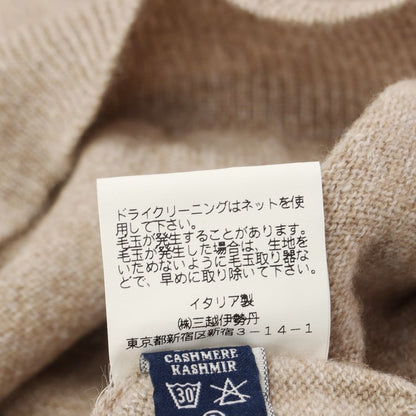 ドライクリーニングはネットを使
用して下さい。
毛玉が発生することがあります。
毛玉が発生した場合は、生地を
いためないように毛玉取り器な
どで、早めに取り除いて下さい。
イタリア製
㈱三越伊勢丹
東京都新宿区新宿3-14-1
CASHMERE
KASHMIR
30